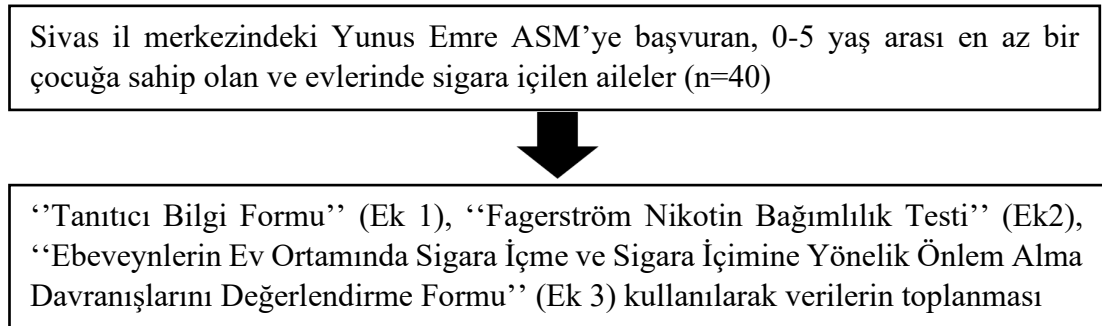 Sivas il merkezindeki Yunus Emre ASM’ye başvuran, 0-5 yaş arası en az bir
çocuğa sahip olan ve evlerinde sigara içilen aileler (n=40)
‘’Tanıtıcı Bilgi Formu’’ (Ek 1), ‘‘Fagerström Nikotin Bağımlılık Testi’’ (Ek2),
‘‘Ebeveynlerin Ev Ortamında Sigara İçme ve Sigara İçimine Yönelik Önlem Alma
Davranışlarını Değerlendirme Formu’’ (Ek 3) kullanılarak verilerin toplanması